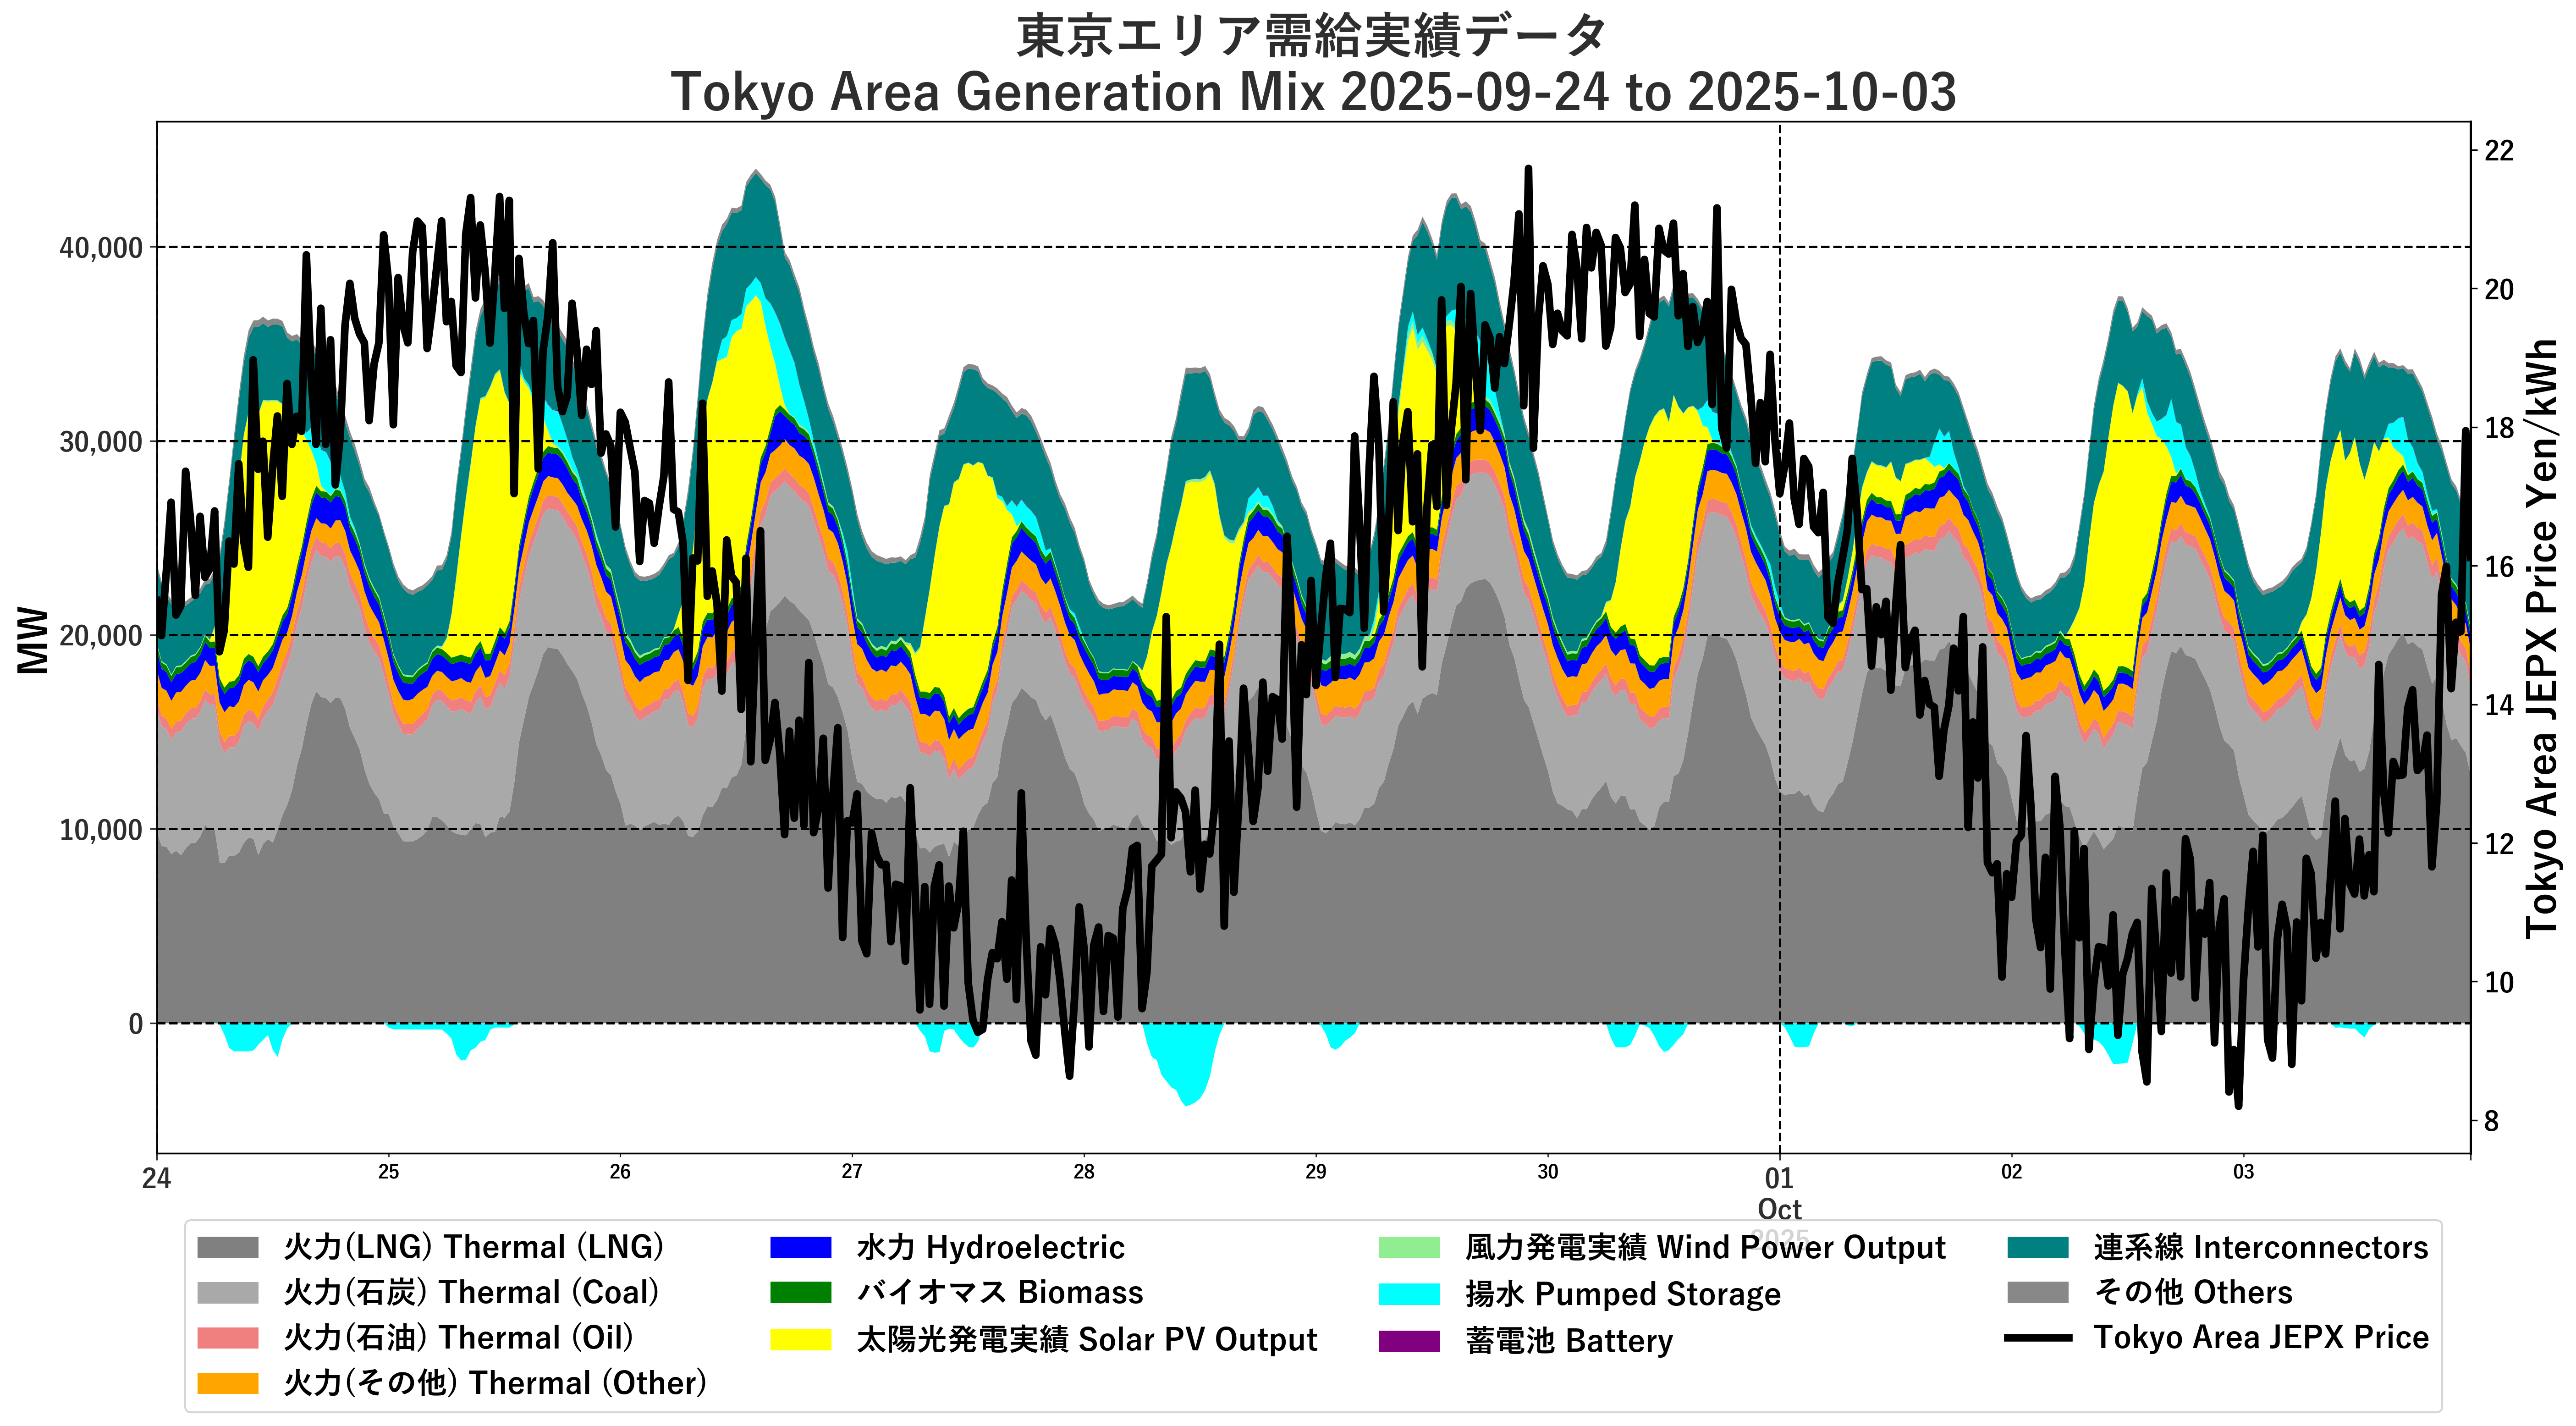 東京エリア需給実績データ
Tokyo Area Generation Mix 2025-09-24 to 2025-10-03
MW
40,000
30,000
20,000
10,000
0
22
20
18
16
14
12
10
8
Tokyo Area JEPX Price Yen/kWh
24
25
26
27
28
29
30
01
02
03
Oct
2025
火力(LNG) Thermal (LNG)
火力(石炭) Thermal (Coal)
火力(石油) Thermal (Oil)
火力(その他) Thermal (Other)
水力 Hydroelectric
バイオマス Biomass
太陽光発電実績 Solar PV Output
風力発電実績 Wind Power Output
揚水 Pumped Storage
蓄電池 Battery
連系線 Interconnectors
その他 Others
Tokyo Area JEPX Price